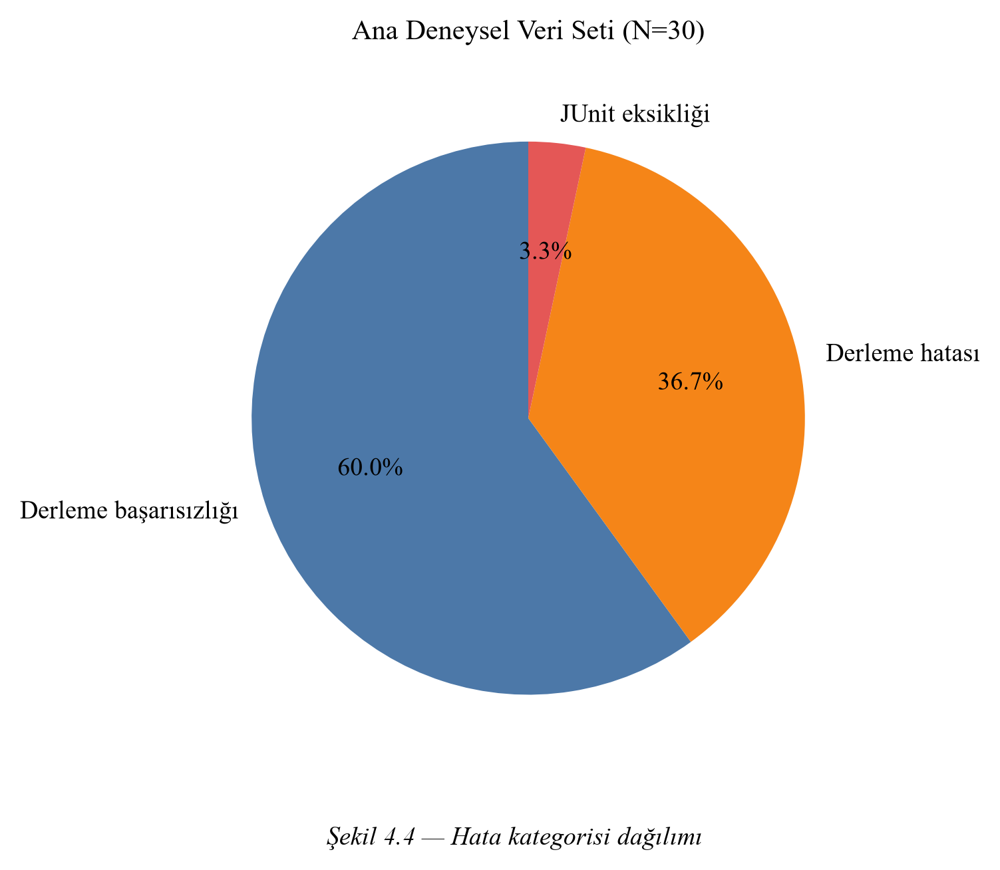 Ana Deneysel Veri Seti (N=30)
JUnit eksikliği
3.3%
Derleme hatası
36.7%
60.0%
Derleme başarısızlığı
Şekil 4.4 — Hata kategorisi dağılımı